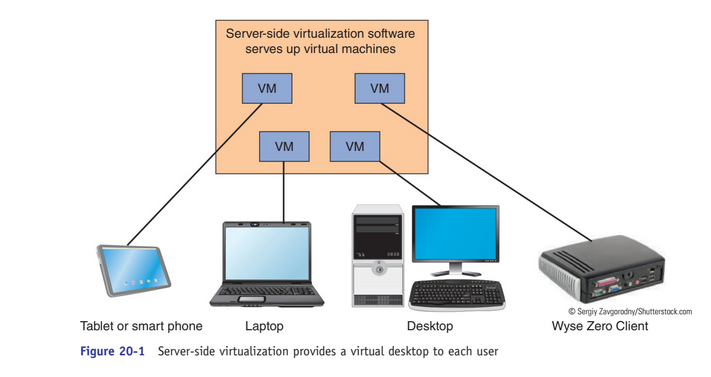 Server-side virtualization software
serves up virtual machines
VM
VM
VM
VM
© Sergiy Zavgorodny/Shutterstock.com
Tablet or smart phone
Laptop
Desktop
Wyse Zero Client
Figure 20-1 Server-side virtualization provides a virtual desktop to each user